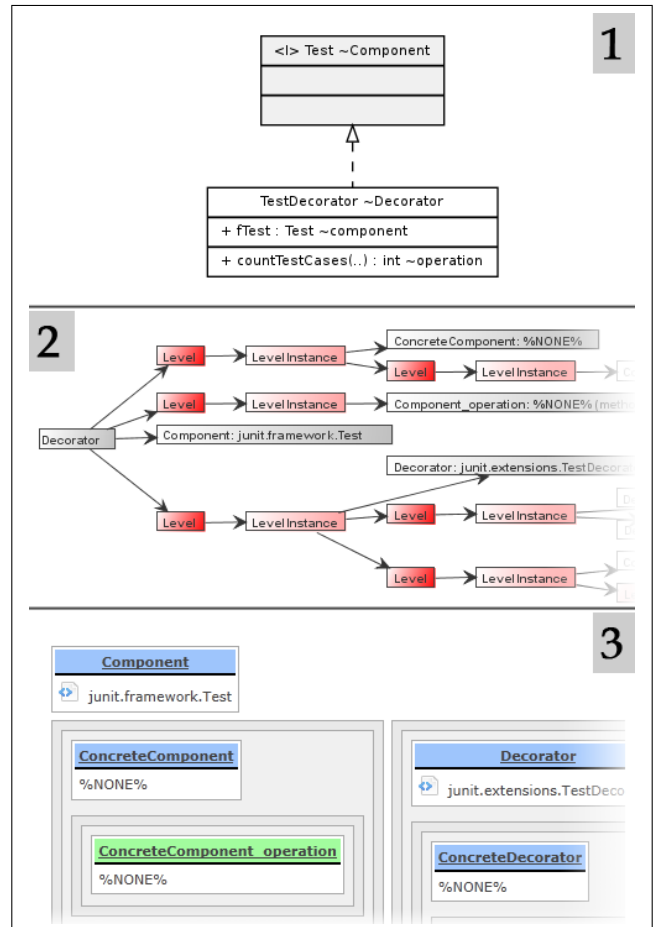 1
<I> Test ~Component
TestDecorator ~Decorator
+ fTest : Test ~component
+ countTestCases(..) : int ~operation
2
ConcreteComponent: %NONE%
Level
LevelInstance
Level
LevelInstance
Level
LevelInstance
Component_operation: %NONE% (metho
Decorator
Component: junit.framework.Test
Decorator: junit.extensions.TestDecorat
Level
LevelInstance
Level
LevelInstance
Level
LevelInstance
3
Component
junit.framework.Test
ConcreteComponent
%NONE%
ConcreteComponent_operation
%NONE%
Decorator
junit.extensions.TestDeco
ConcreteDecorator
%NONE%